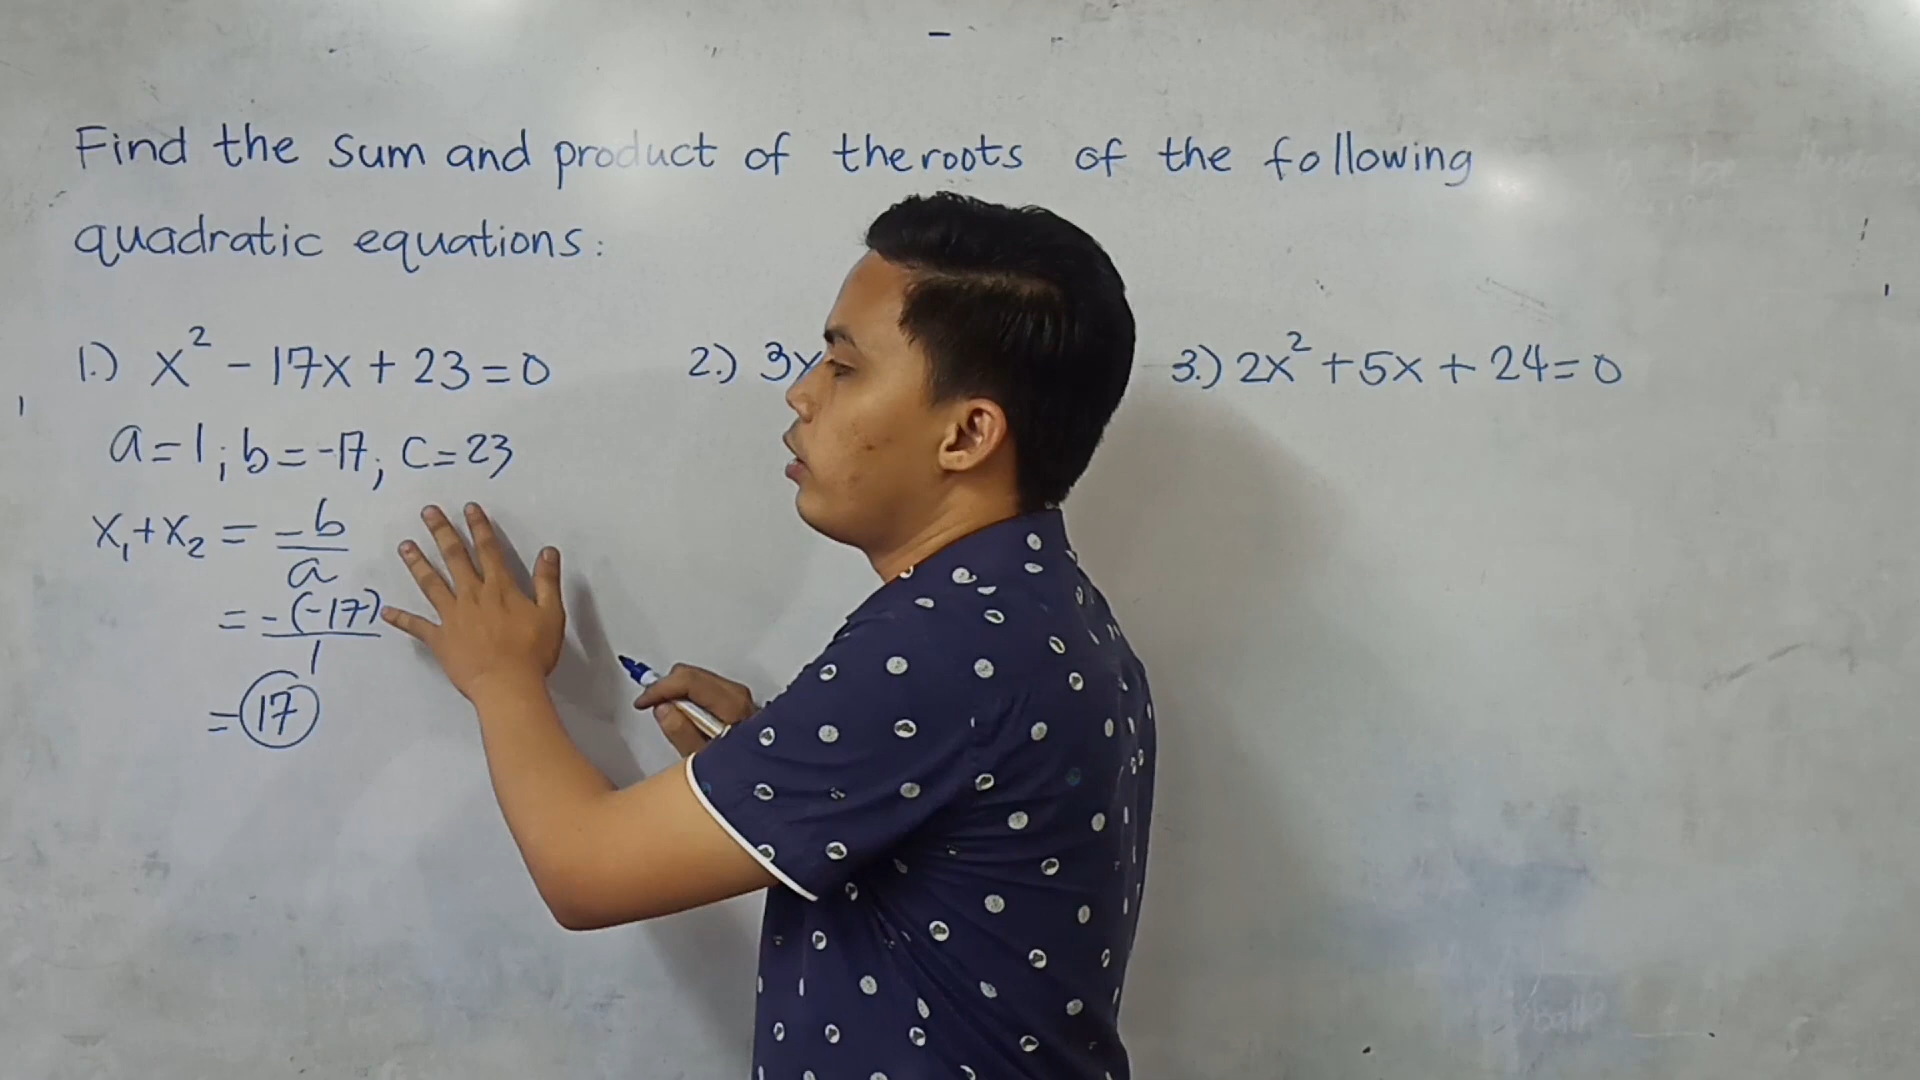 Find the sum and product of the roots of the following
quadratic equations:
1.) x² - 17x + 23 = 0
a = 1; b = -17; c = 23
x₁ + x₂ = -b/a
= -(-17)/1
= 17
2.) 3x
3.) 2x² + 5x + 24 = 0